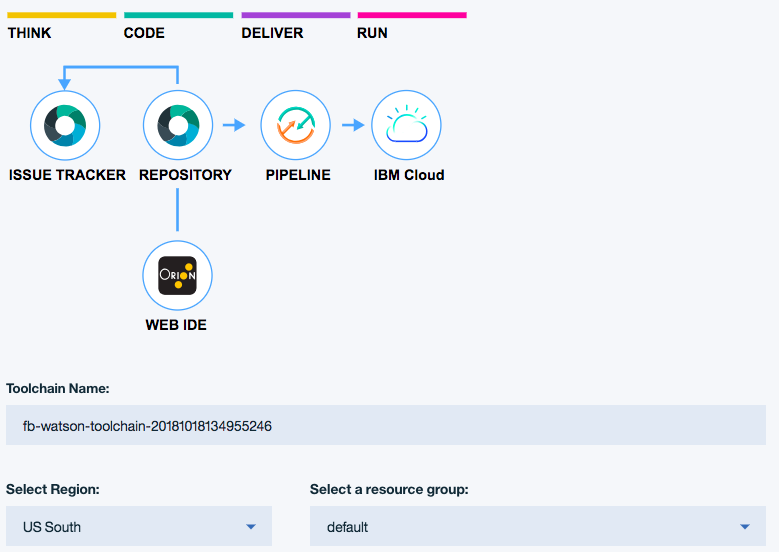 THINK CODE DELIVER RUN
ISSUE TRACKER REPOSITORY PIPELINE IBM Cloud
ORION
WEB IDE
Toolchain Name:
fb-watson-toolchain-20181018134955246
Select Region: Select a resource group:
US South default